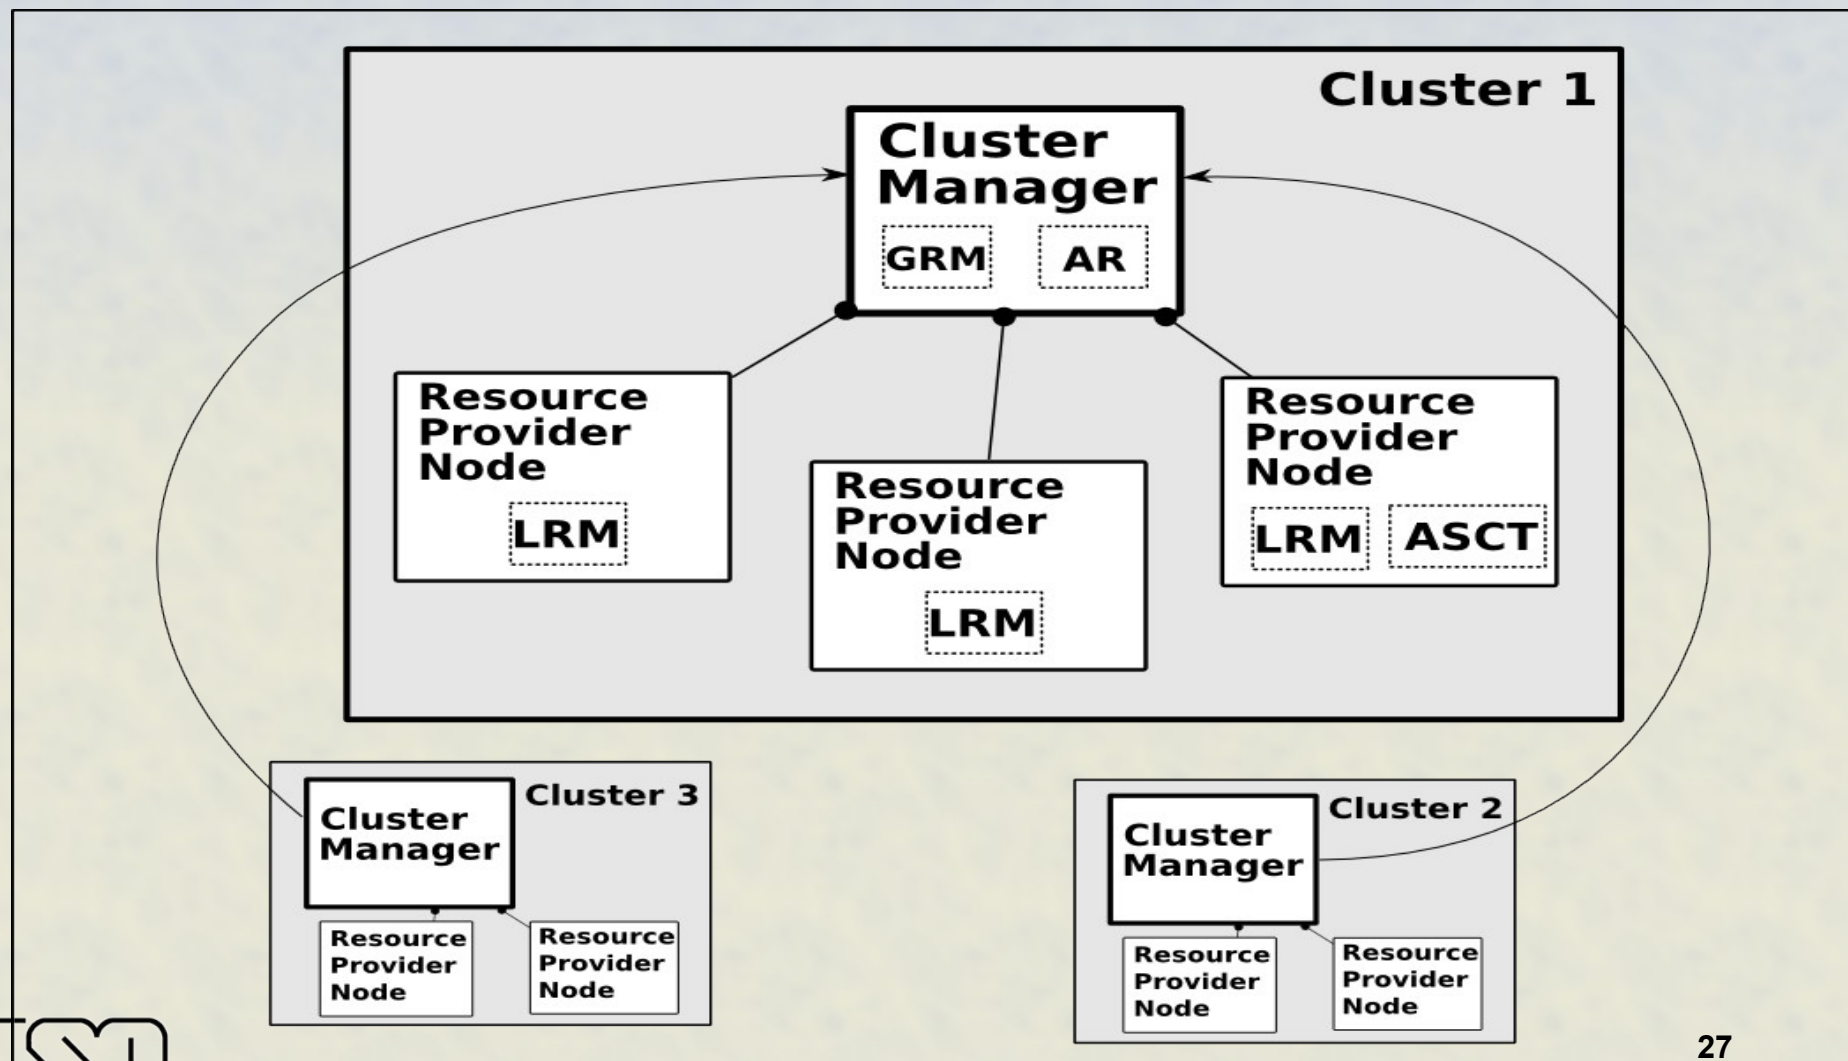 Cluster 1
Cluster
Manager
GRM
AR
Resource
Provider
Node
LRM
Resource
Provider
Node
LRM
Resource
Provider
Node
LRM
ASCT
Cluster 3
Cluster
Manager
Resource
Provider
Node
Resource
Provider
Node
Cluster 2
Cluster
Manager
Resource
Provider
Node
Resource
Provider
Node
27